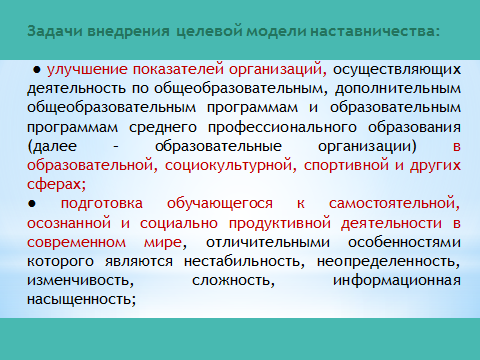 Задачи внедрения целевой модели наставничества:
● улучшение показателей организаций, осуществляющих
деятельность по общеобразовательным, дополнительным
общеобразовательным программам и образовательным
программам среднего профессионального образования
(далее – образовательные организации) в
образовательной, социокультурной, спортивной и других
сферах;
● подготовка обучающегося к самостоятельной,
осознанной и социально продуктивной деятельности в
современном мире, отличительными особенностями
которого являются нестабильность, неопределенность,
изменчивость, сложность, информационная
насыщенность;